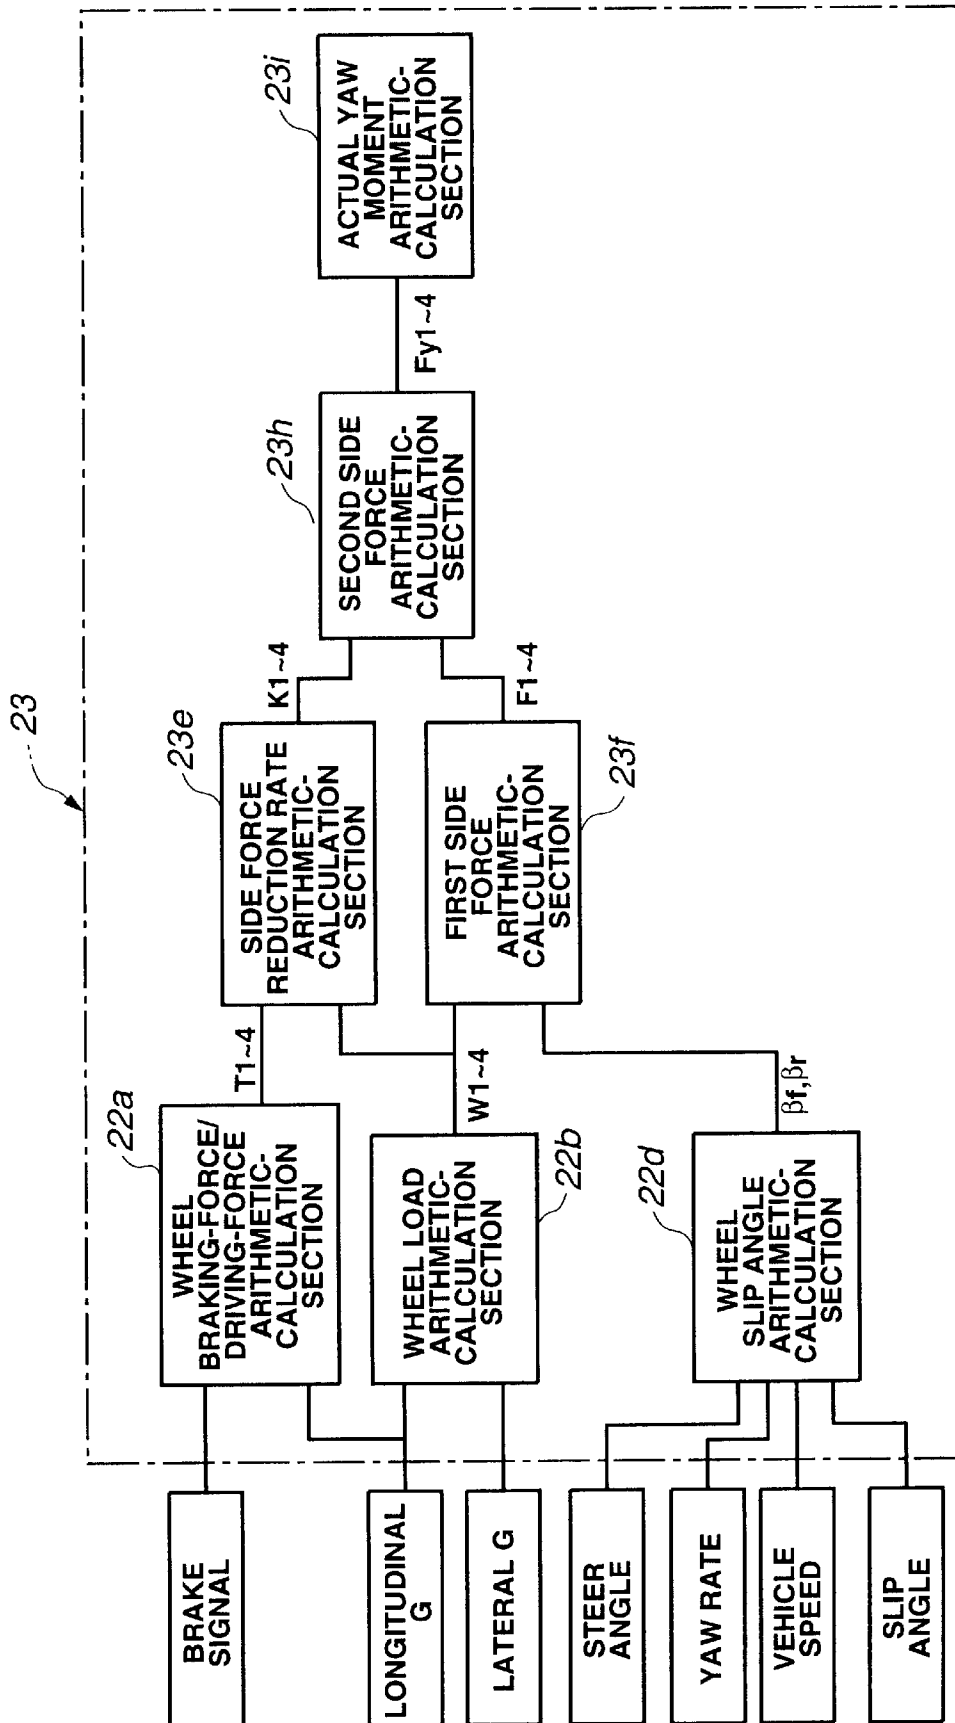 23
BRAKE
SIGNAL
LONGITUDINAL
G
LATERAL G
STEER
ANGLE
YAW RATE
VEHICLE
SPEED
SLIP
ANGLE
22a
WHEEL
BRAKING-FORCE/
DRIVING-FORCE
ARITHMETIC-
CALCULATION
SECTION
T1~4
WHEEL LOAD
ARITHMETIC-
CALCULATION
SECTION
22b
W1~4
22d
WHEEL
SLIP ANGLE
ARITHMETIC-
CALCULATION
SECTION
βf,βr
23e
SIDE FORCE
REDUCTION RATE
ARITHMETIC-
CALCULATION
SECTION
K1~4
FIRST SIDE
FORCE
ARITHMETIC-
CALCULATION
SECTION
23f
F1~4
23h
SECOND SIDE
FORCE
ARITHMETIC-
CALCULATION
SECTION
Fy1~4
23i
ACTUAL YAW
MOMENT
ARITHMETIC-
CALCULATION
SECTION